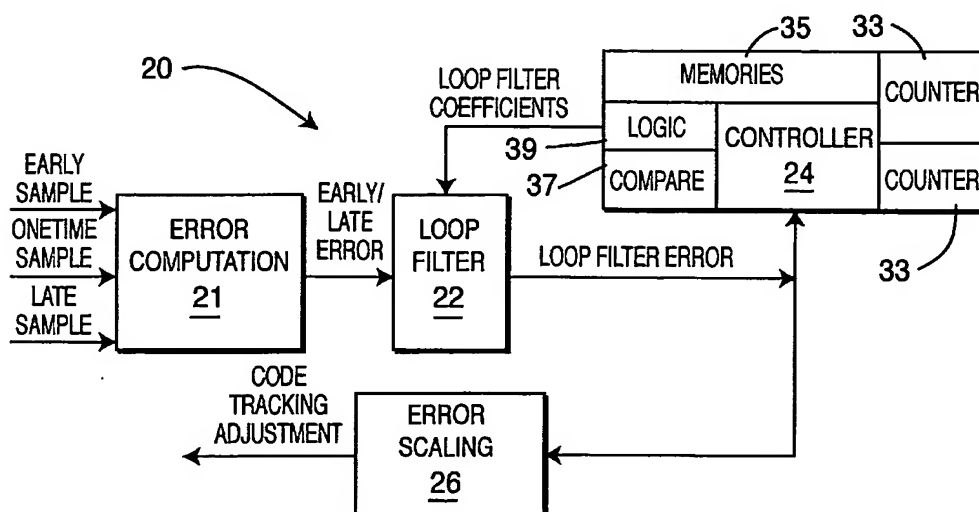 20
LOOP FILTER
COEFFICIENTS
35
33
MEMORIES
COUNTER
LOGIC
39
CONTROLLER
24
37
COMPARE
COUNTER
33
EARLY
SAMPLE
ONETIME
SAMPLE
LATE
SAMPLE
ERROR
COMPUTATION
21
EARLY/
LATE
ERROR
LOOP
FILTER
22
LOOP FILTER ERROR
CODE
TRACKING
ADJUSTMENT
ERROR
SCALING
26